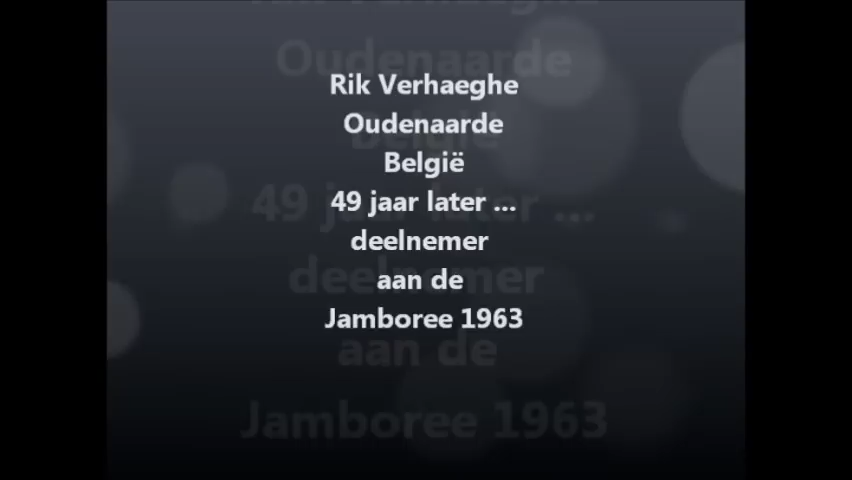 Rik Verhaeghe
Oudenaarde
België
49 jaar later ...
deelnemer
aan de
Jamboree 1963